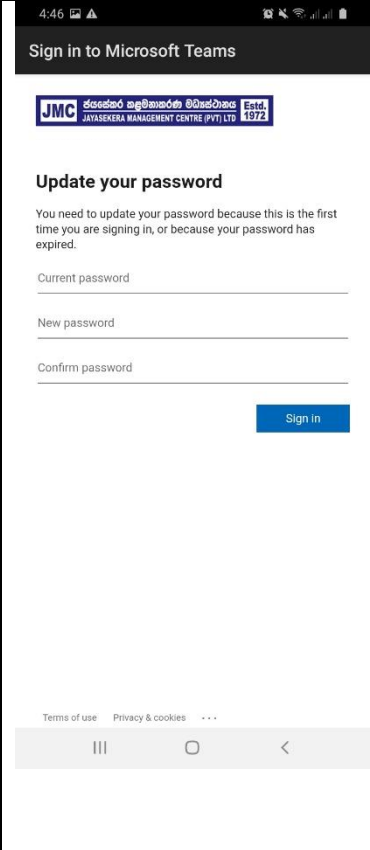 4:46
Sign in to Microsoft Teams
JMC ජයසේකර කළමනාකරණ මධ්‍යස්ථානය Estd.
JAYASEKERA MANAGEMENT CENTRE (PVT) LTD 1972
Update your password
You need to update your password because this is the first
time you are signing in, or because your password has
expired.
Current password
New password
Confirm password
Sign in
Terms of use Privacy & cookies ...